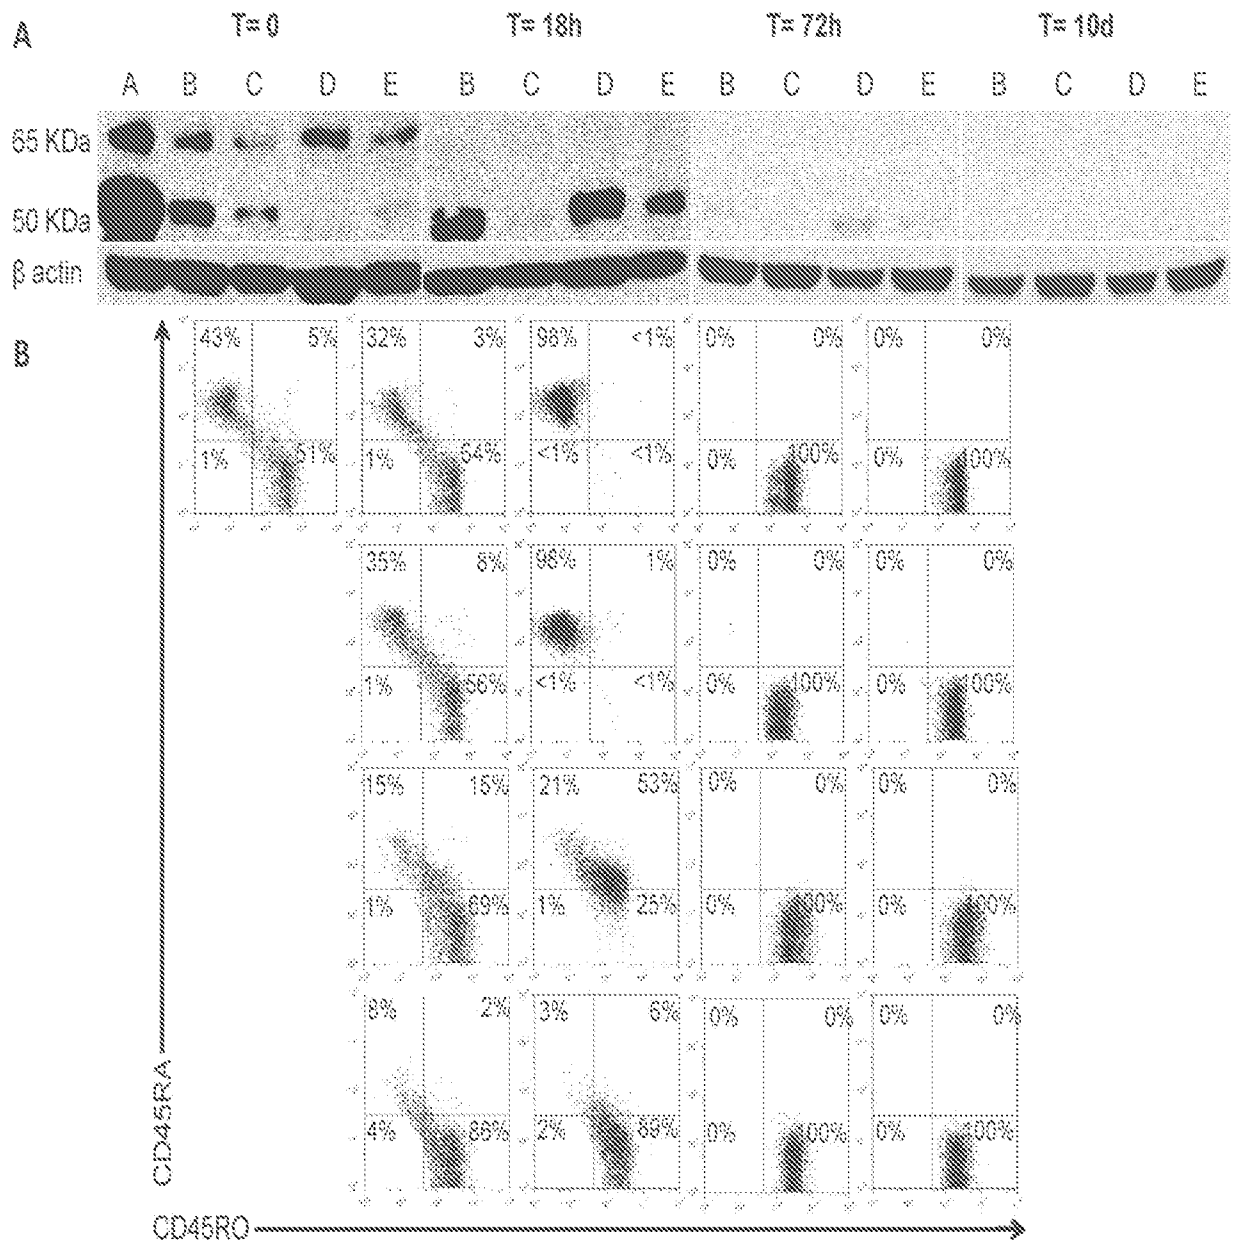 A
T= 0 T= 18h T= 72h T= 10d
A B C D E B C D E B C D E B C D E
65 KDa
50 KDa
β actin
B
43% 5% 32% 3% 98% <1% 0% 0% 0% 0%
1% 51% 1% 64% <1% <1% 0% 100% 0% 100%
35% 8% 98% 1% 0% 0% 0% 0%
1% 56% <1% <1% 0% 100% 0% 100%
15% 15% 21% 53% 0% 0% 0% 0%
1% 69% 1% 25% 0% 100% 0% 100%
8% 2% 3% 6% 0% 0% 0% 0%
4% 86% 2% 89% 0% 100% 0% 100%
CD45RA
CD45RO